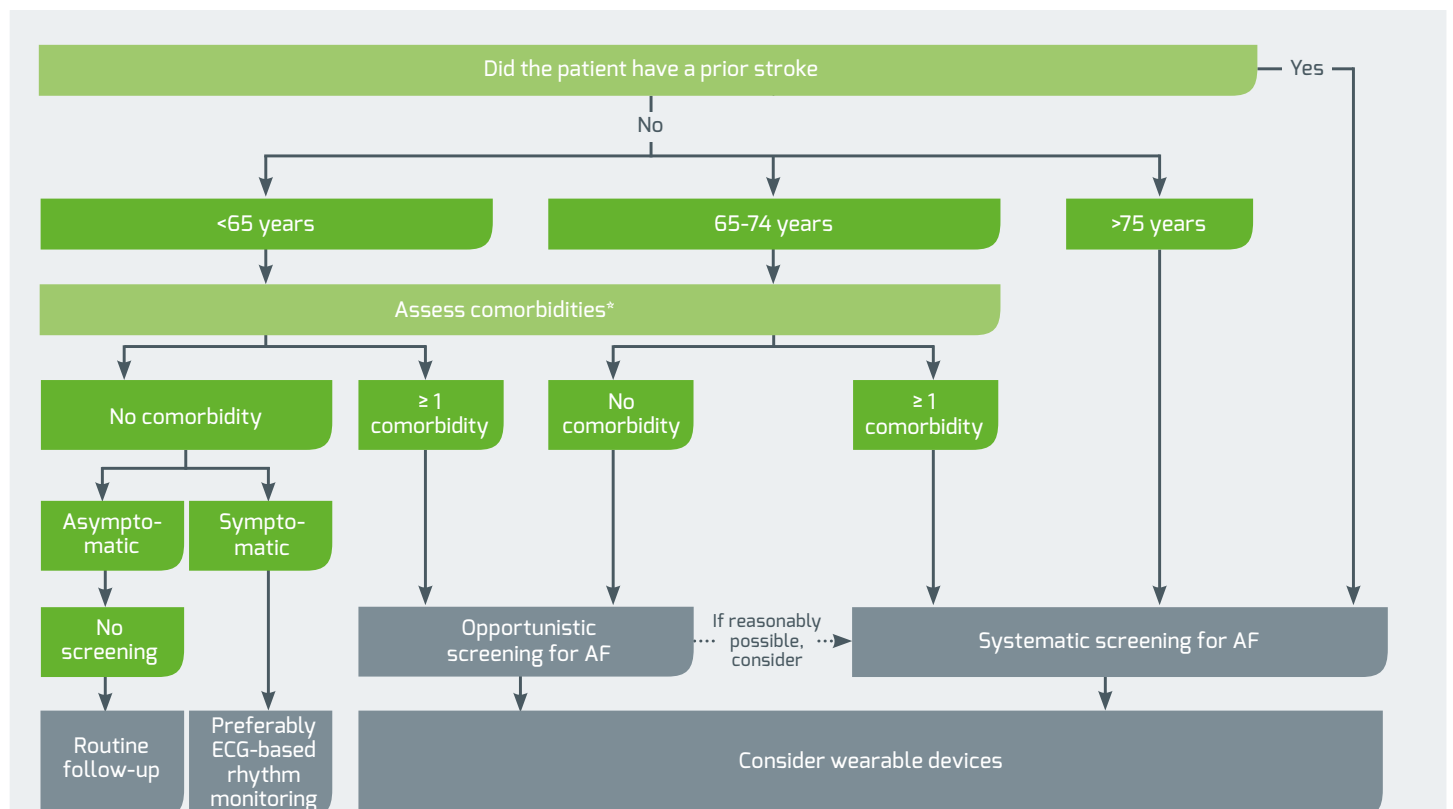 Did the patient have a prior stroke
Yes
No
<65 years
65-74 years
>75 years
Assess comorbidities*
No comorbidity
≥ 1
comorbidity
No
comorbidity
≥ 1
comorbidity
Asympto-
matic
Sympto-
matic
No
screening
Opportunistic
screening for AF
If reasonably
possible,
consider
Systematic screening for AF
Routine
follow-up
Preferably
ECG-based
rhythm
monitoring
Consider wearable devices